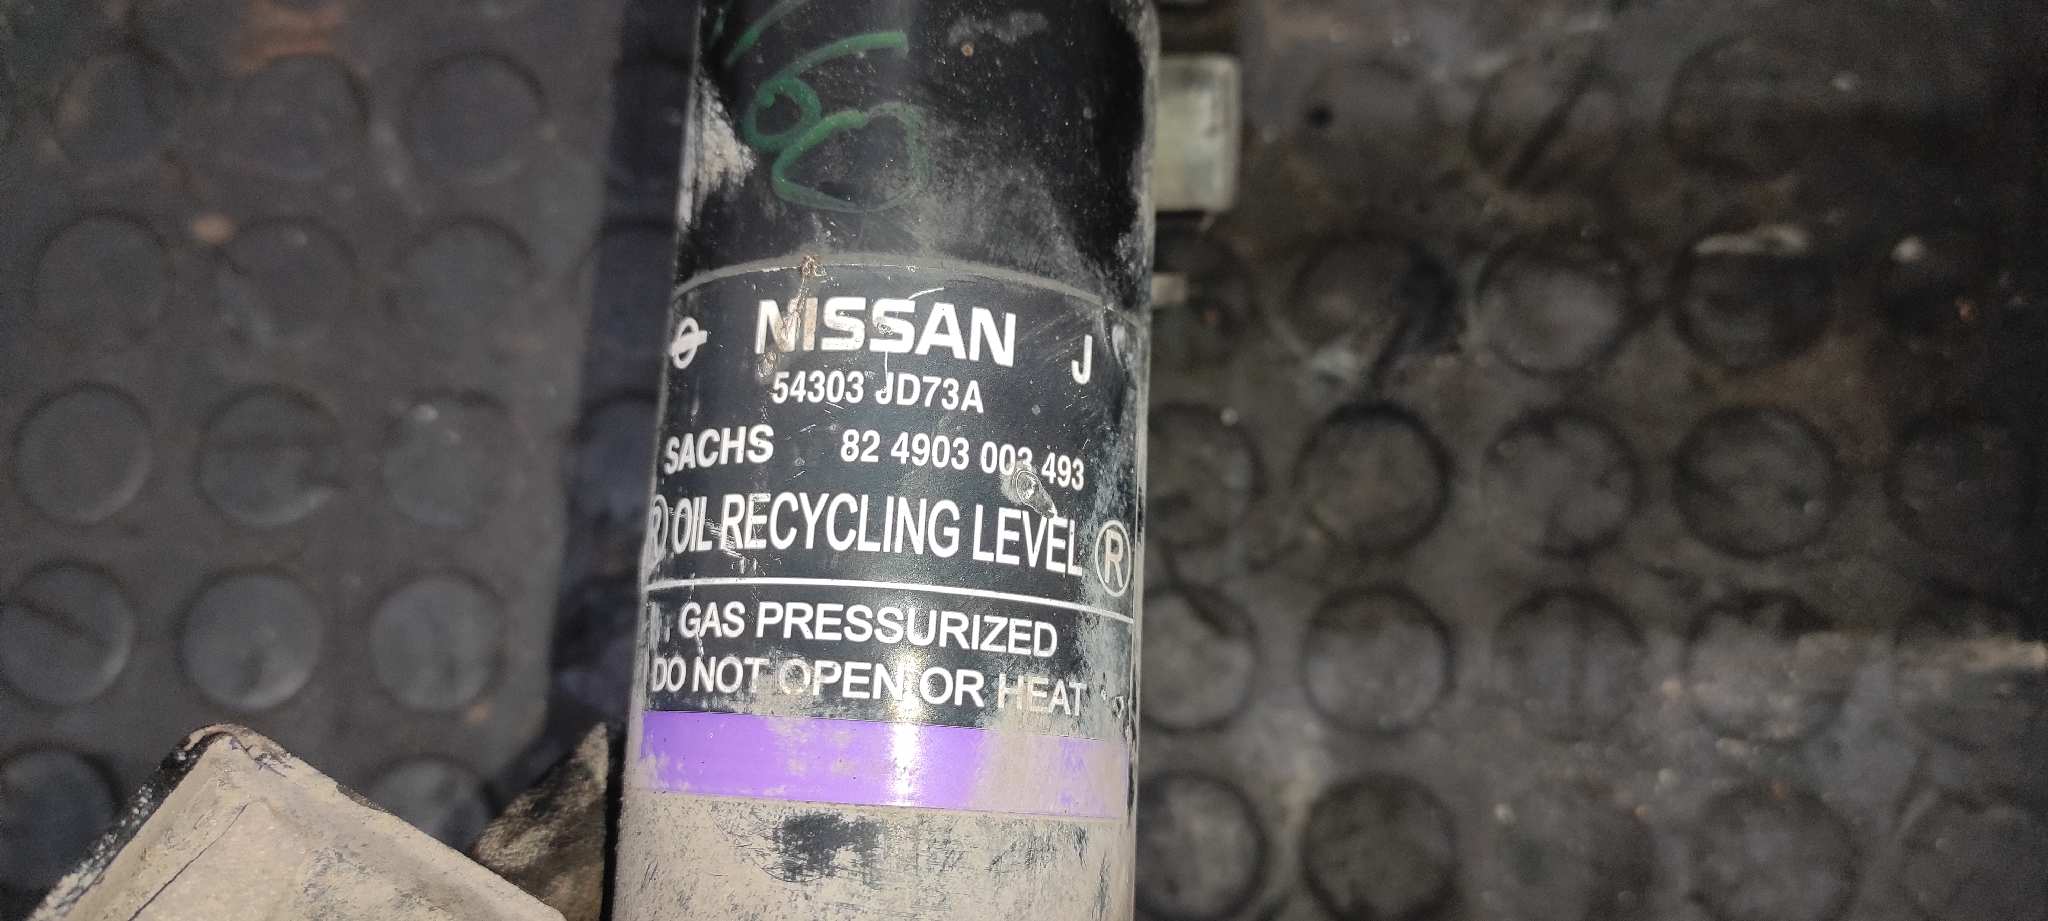 NISSAN J
54303 JD73A
SACHS 82 4903 003 493
® OIL RECYCLING LEVEL ®
GAS PRESSURIZED
DO NOT OPEN OR HEAT